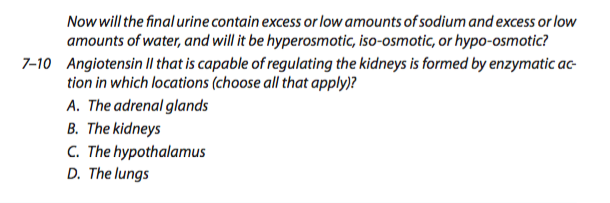 Now will the final urine contain excess or low amounts of sodium and excess or low
amounts of water, and will it be hyperosmotic, iso-osmotic, or hypo-osmotic?
7–10 Angiotensin II that is capable of regulating the kidneys is formed by enzymatic ac-
tion in which locations (choose all that apply)?
A. The adrenal glands
B. The kidneys
C. The hypothalamus
D. The lungs